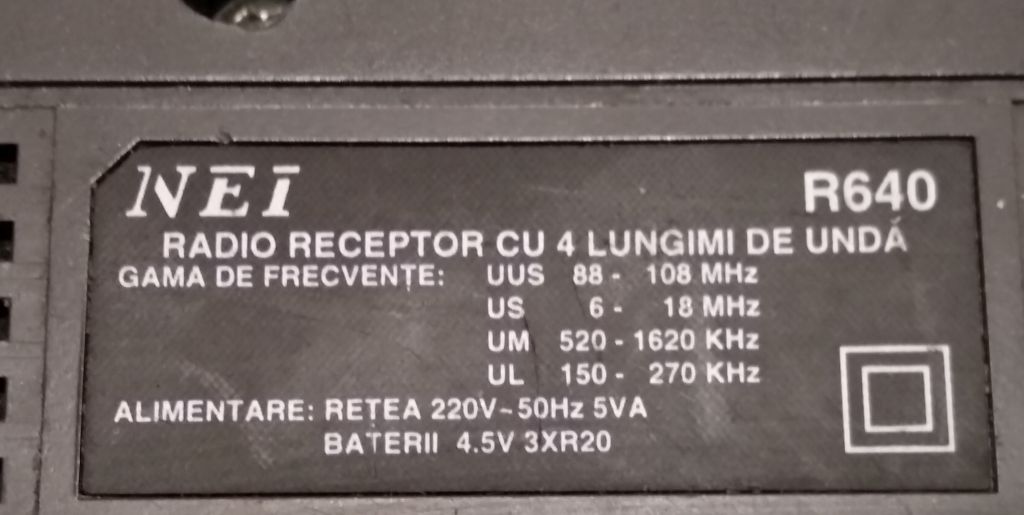 NEI R640
RADIO RECEPTOR CU 4 LUNGIMI DE UNDĂ
GAMA DE FRECVENȚE: UUS 88 - 108 MHz
US 6 - 18 MHz
UM 520 - 1620 KHz
UL 150 - 270 KHz
ALIMENTARE: REȚEA 220V~50Hz 5VA
BATERII 4.5V 3XR20